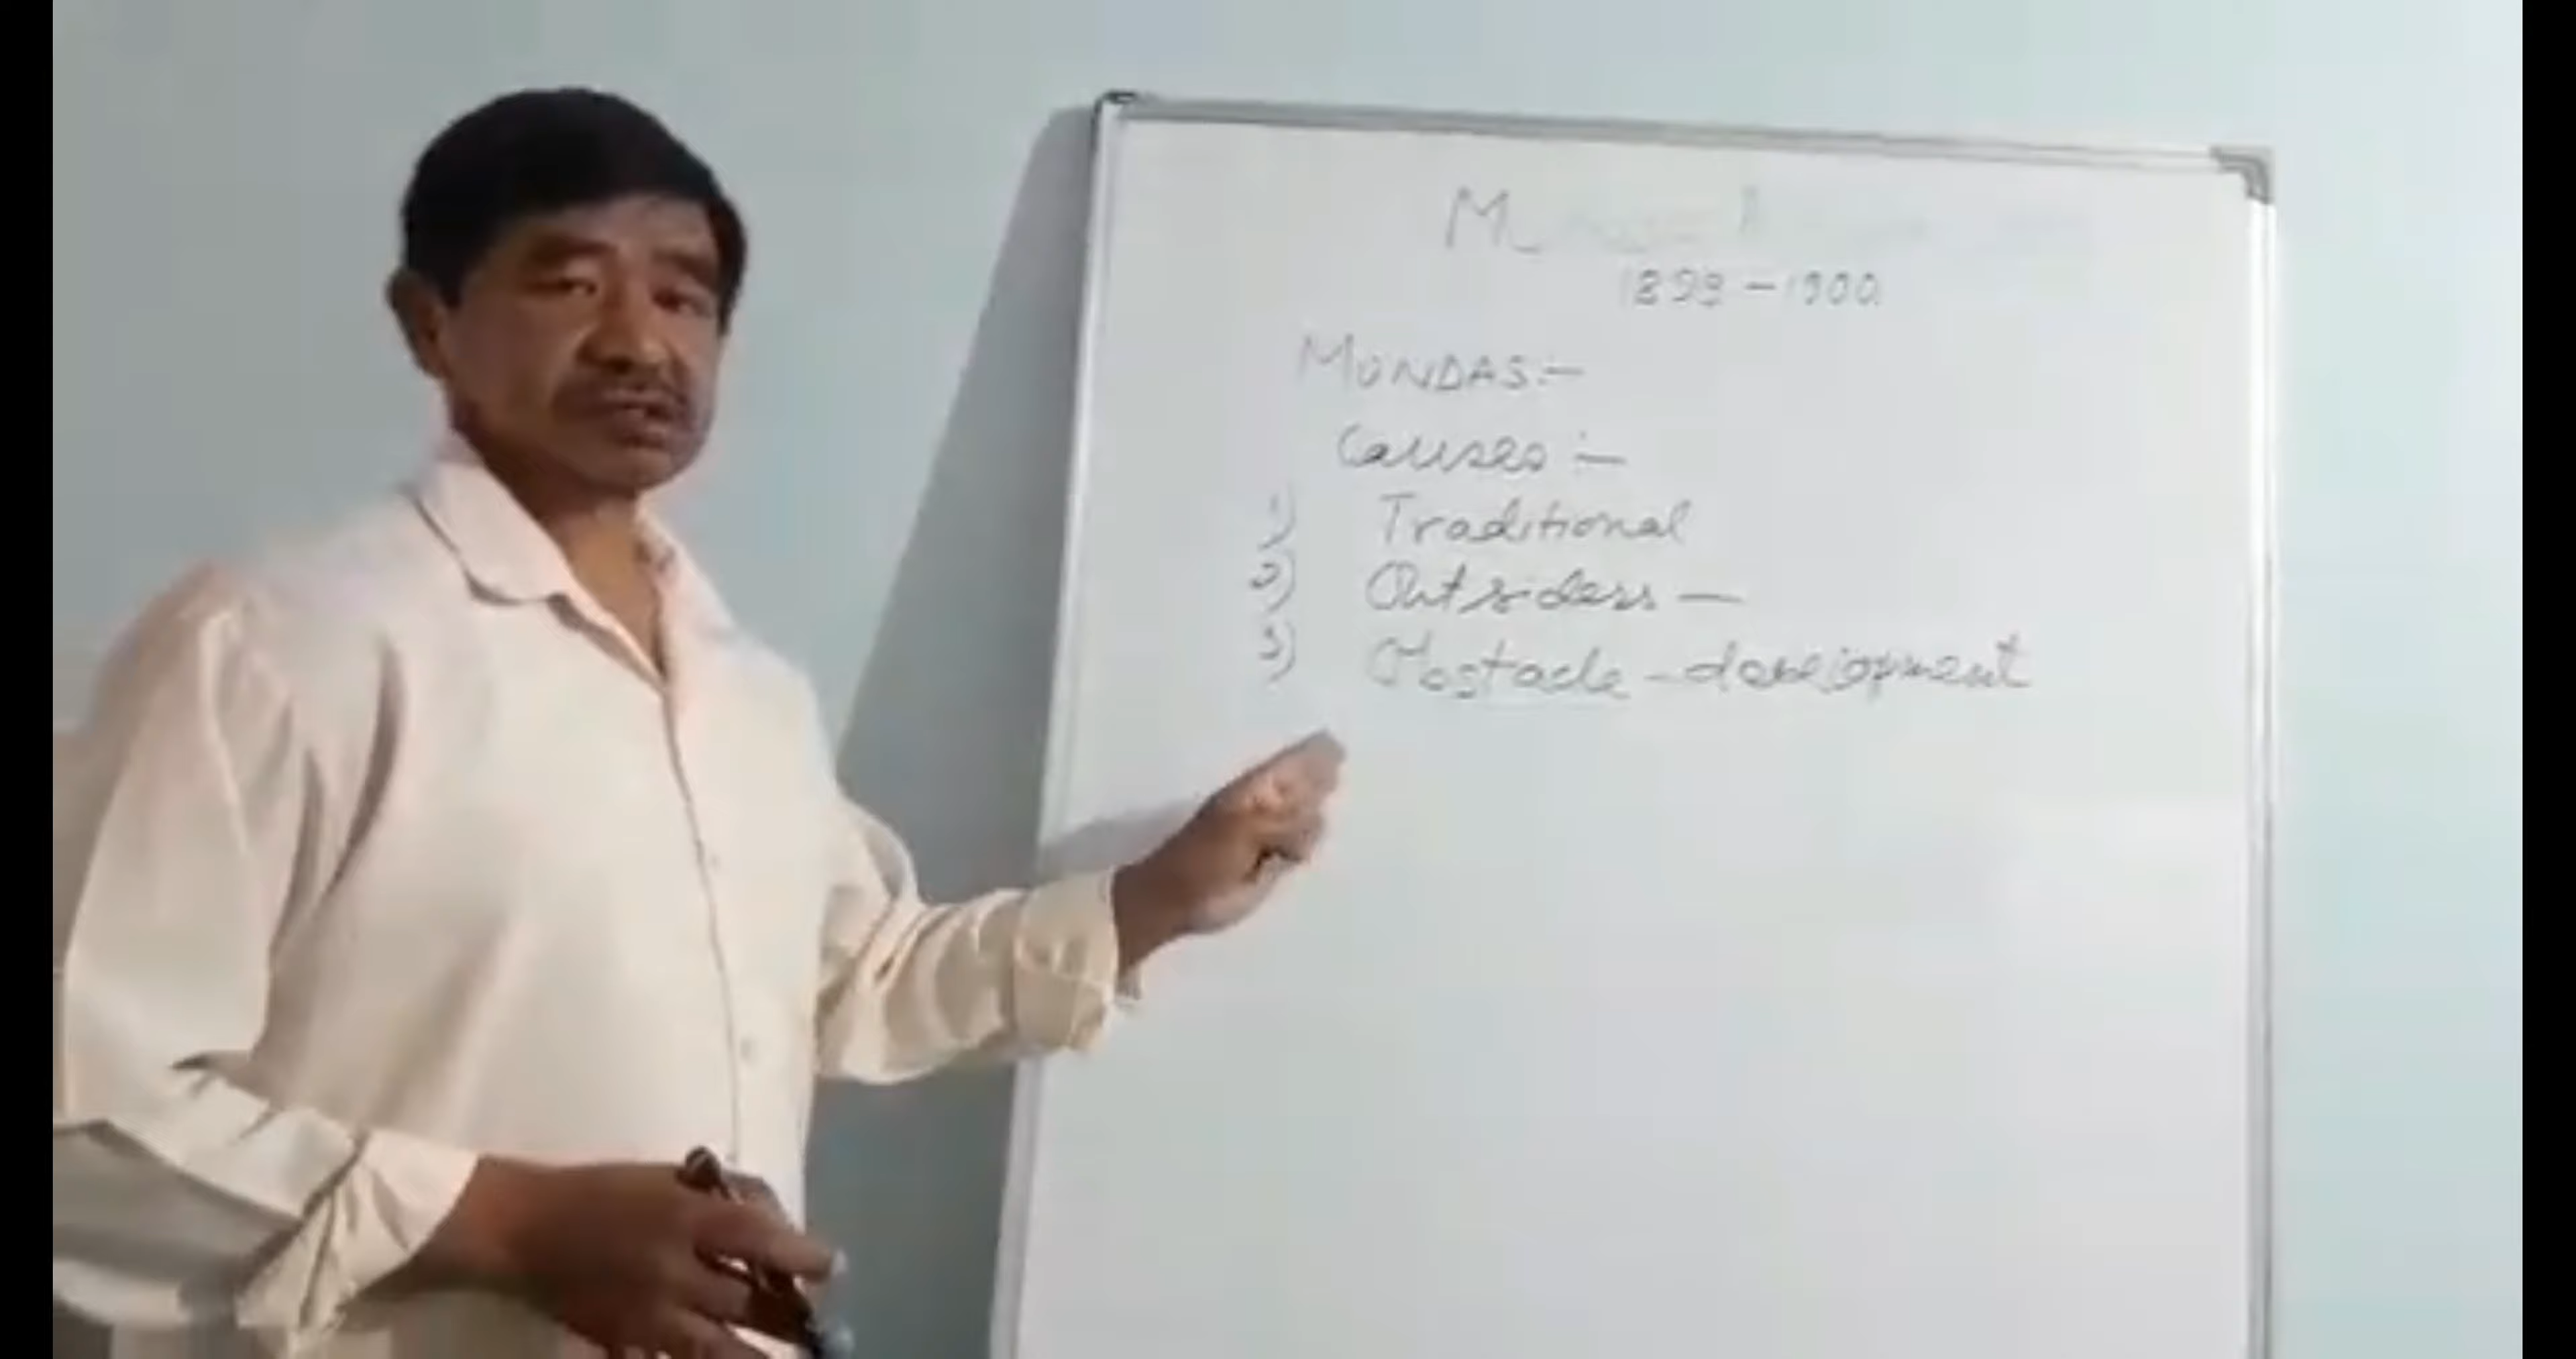 1899-1900
MUNDAS:-
Causes:-
1) Traditional
2) Outsiders-
3) Obstacle-development